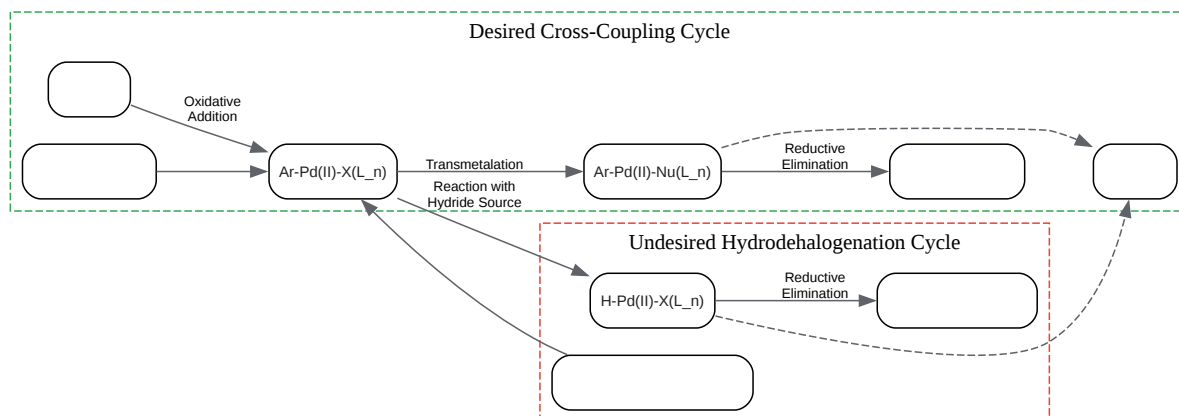 Desired Cross-Coupling Cycle
Oxidative
Addition
Ar-Pd(II)-X(L_n)
Transmetalation
Ar-Pd(II)-Nu(L_n)
Reductive
Elimination
Reaction with
Hydride Source
Undesired Hydrodehalogenation Cycle
H-Pd(II)-X(L_n)
Reductive
Elimination